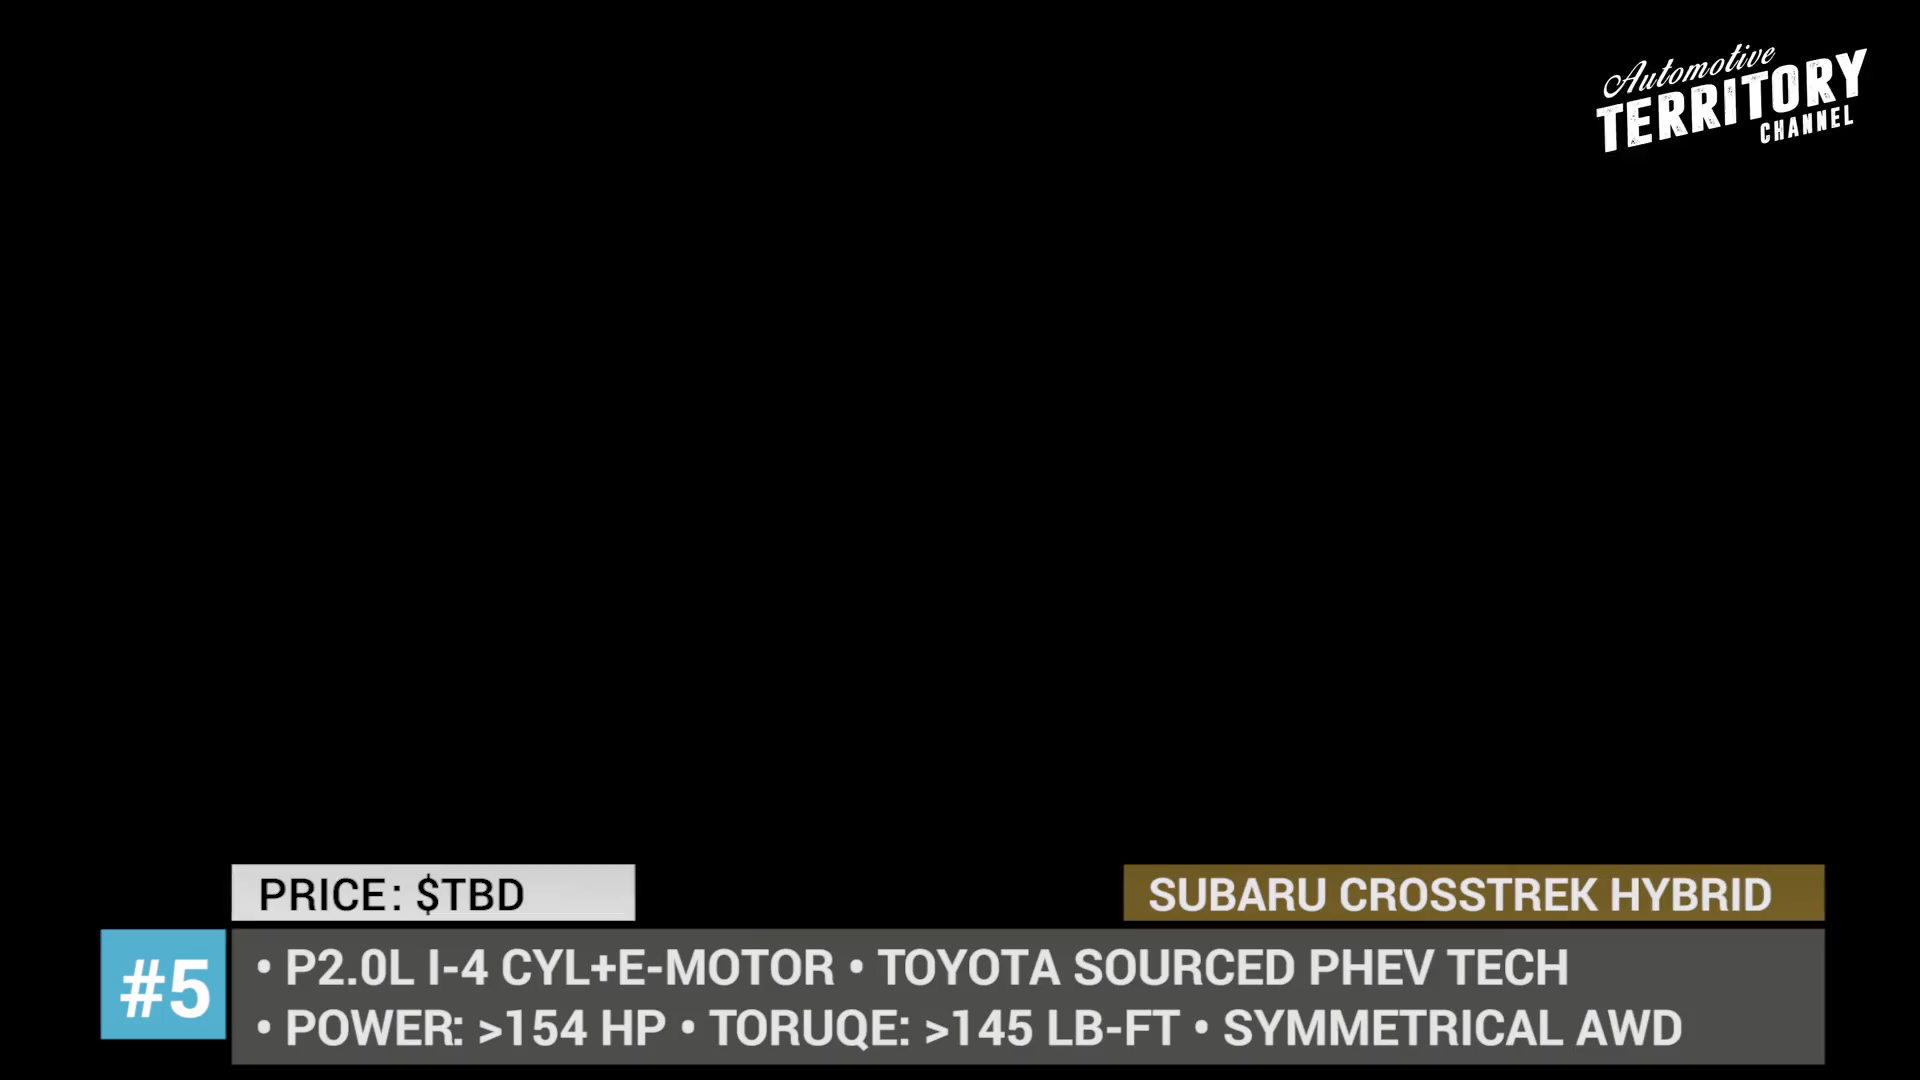 Automotive
TERRITORY
CHANNEL
PRICE: $TBD
SUBARU CROSSTREK HYBRID
#5
• P2.0L I-4 CYL+E-MOTOR • TOYOTA SOURCED PHEV TECH
• POWER: >154 HP • TORUQE: >145 LB-FT • SYMMETRICAL AWD